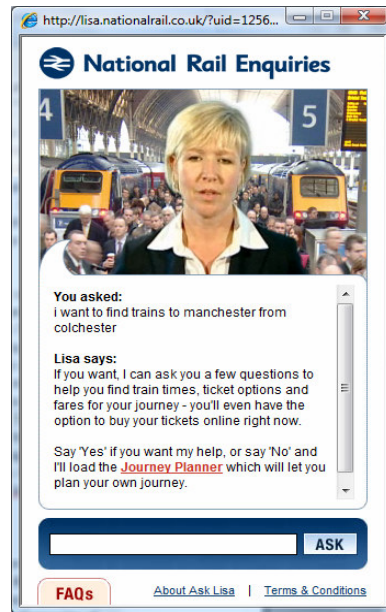 http://lisa.nationalrail.co.uk/?uid=1256...
National Rail Enquiries
4
5
You asked:
i want to find trains to manchester from
colchester
Lisa says:
If you want, I can ask you a few questions to
help you find train times, ticket options and
fares for your journey - you'll even have the
option to buy your tickets online right now.
Say 'Yes' if you want my help, or say 'No' and
I'll load the Journey Planner which will let you
plan your own journey.
ASK
FAQs
About Ask Lisa | Terms & Conditions